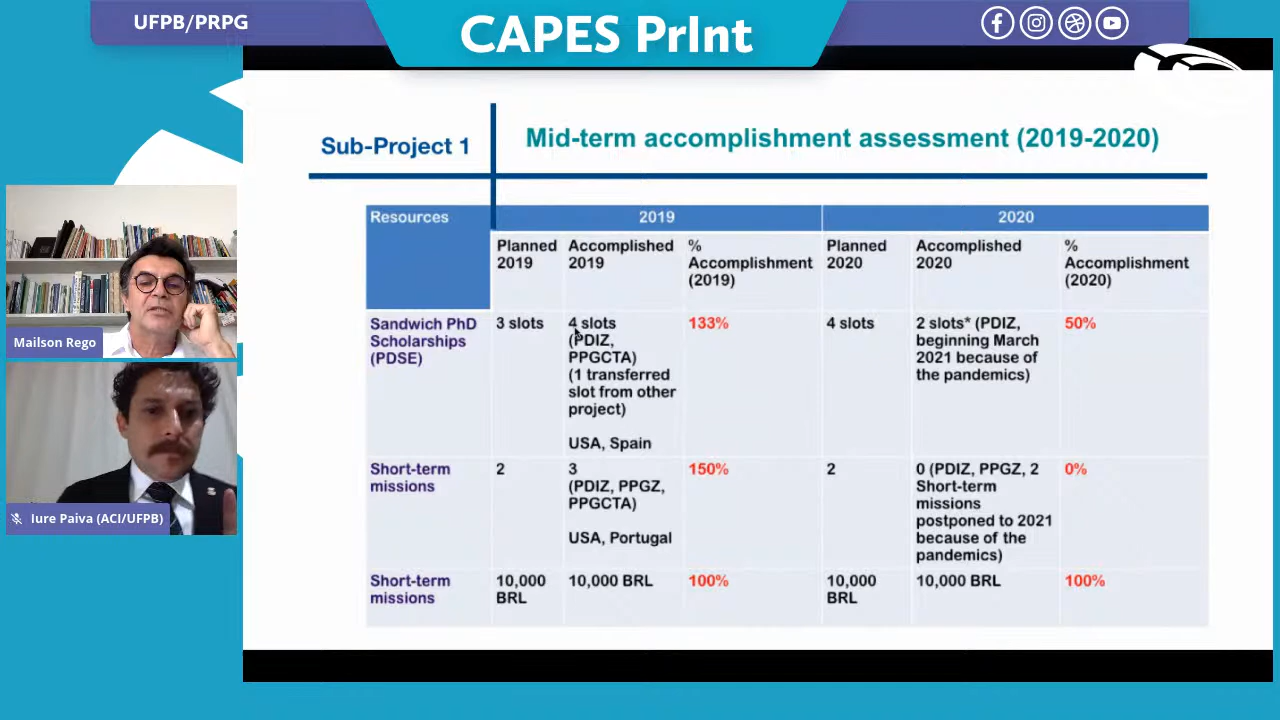 UFPB/PRPG
CAPES PrInt
Sub-Project 1
Mid-term accomplishment assessment (2019-2020)
Resources
2019
2020
Planned
2019
Accomplished
2019
%
Accomplishment
(2019)
Planned
2020
Accomplished
2020
%
Accomplishment
(2020)
Sandwich PhD
Scholarships
(PDSE)
3 slots
4 slots
(PDIZ,
PPGCTA)
(1 transferred
slot from other
project)
USA, Spain
133%
4 slots
2 slots* (PDIZ,
beginning March
2021 because of
the pandemics)
50%
Short-term
missions
2
3
(PDIZ, PPGZ,
PPGCTA)
USA, Portugal
150%
2
0 (PDIZ, PPGZ, 2
Short-term
missions
postponed to 2021
because of the
pandemics)
0%
Short-term
missions
10,000
BRL
10,000 BRL
100%
10,000
BRL
10,000 BRL
100%
Mailson Rego
Iure Paiva (ACI/UFPB)